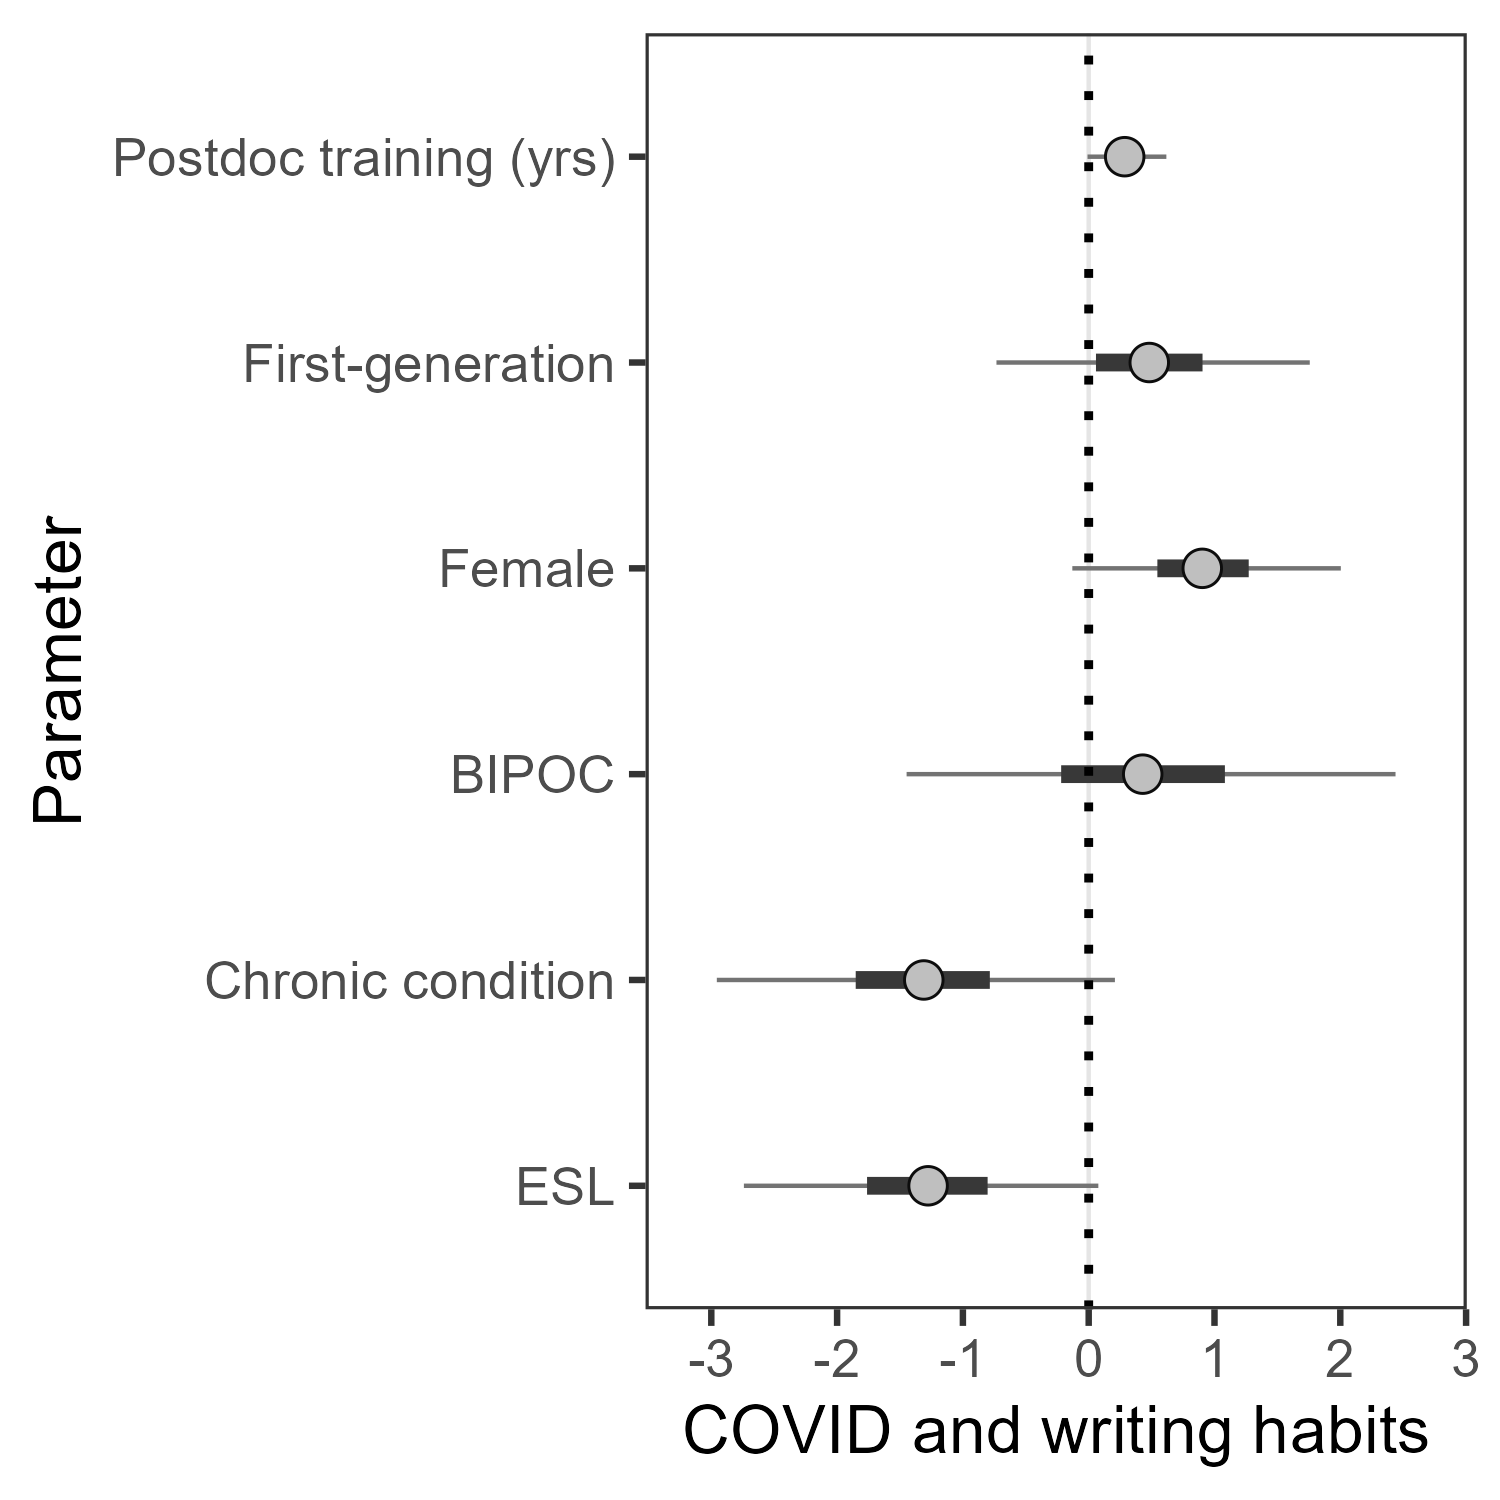 Parameter
Postdoc training (yrs)
First-generation
Female
BIPOC
Chronic condition
ESL
-3 -2 -1 0 1 2 3
COVID and writing habits